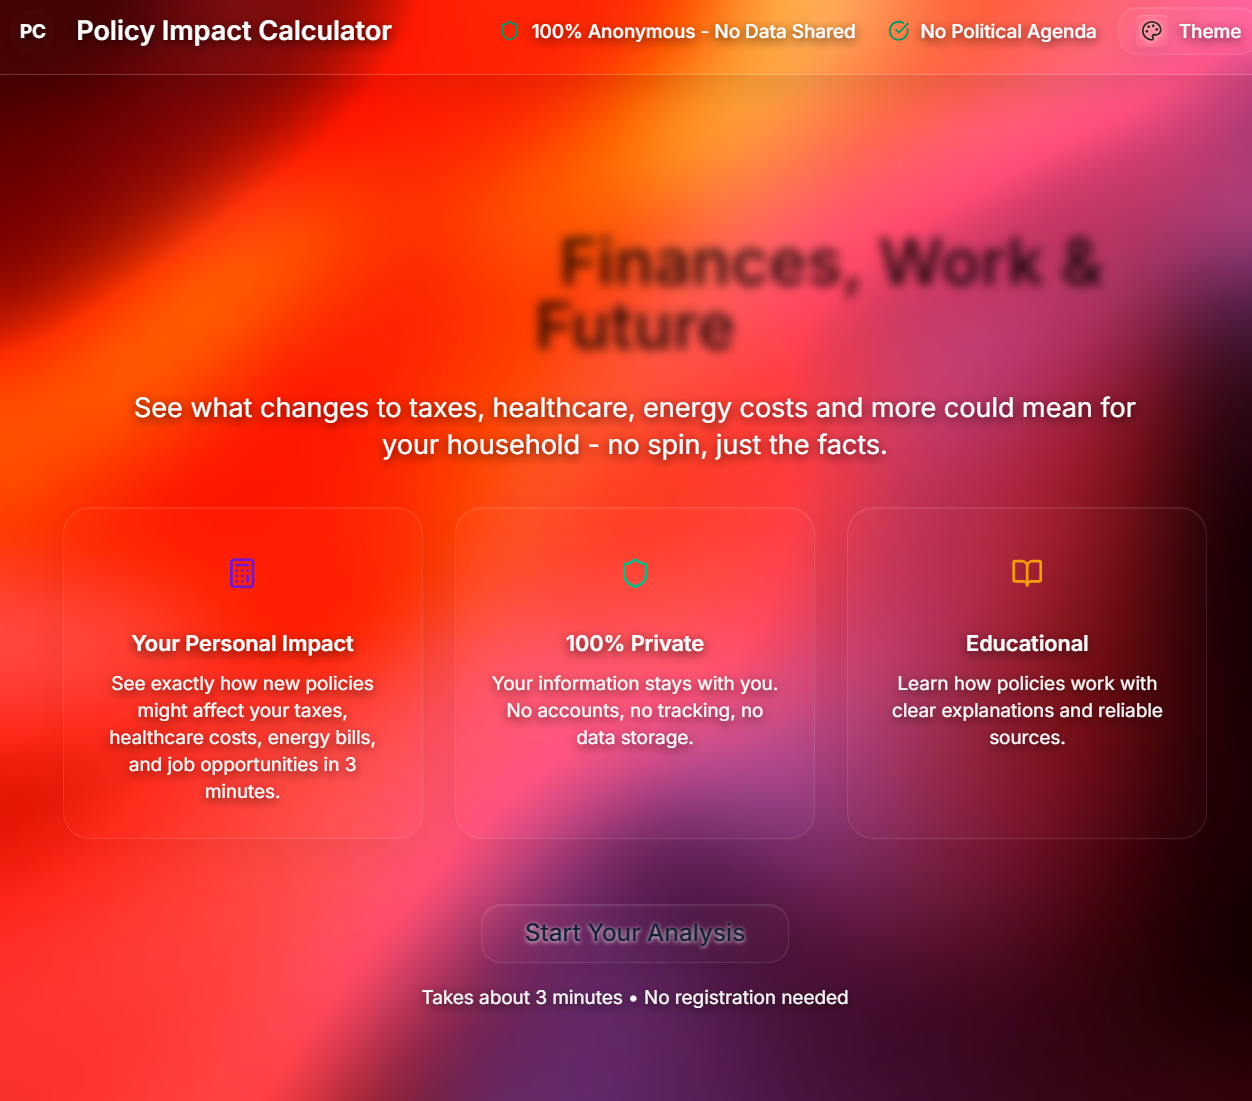 PC Policy Impact Calculator 100% Anonymous - No Data Shared No Political Agenda Theme
Finances, Work &
Future
See what changes to taxes, healthcare, energy costs and more could mean for
your household - no spin, just the facts.
Your Personal Impact
See exactly how new policies
might affect your taxes,
healthcare costs, energy bills,
and job opportunities in 3
minutes.
100% Private
Your information stays with you.
No accounts, no tracking, no
data storage.
Educational
Learn how policies work with
clear explanations and reliable
sources.
Start Your Analysis
Takes about 3 minutes • No registration needed